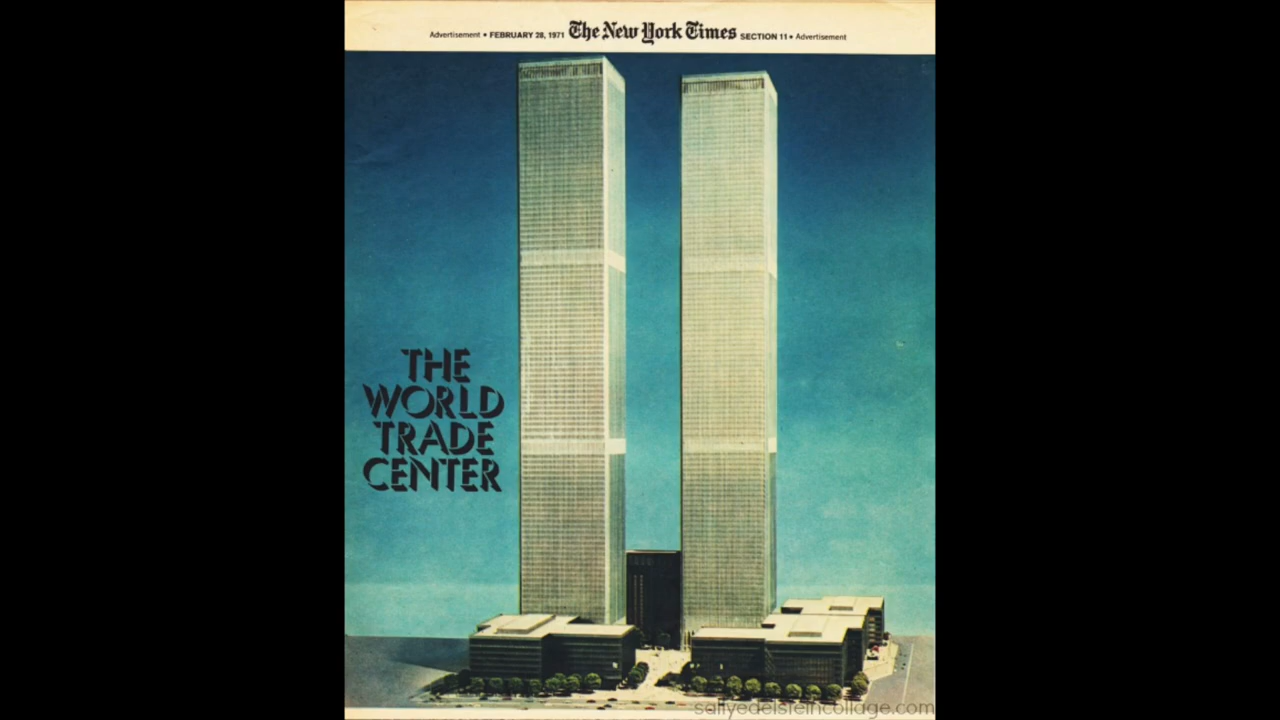 Advertisement • FEBRUARY 28, 1971 The New York Times SECTION 11 • Advertisement
THE
WORLD
TRADE
CENTER
sallyedelsteincollage.com